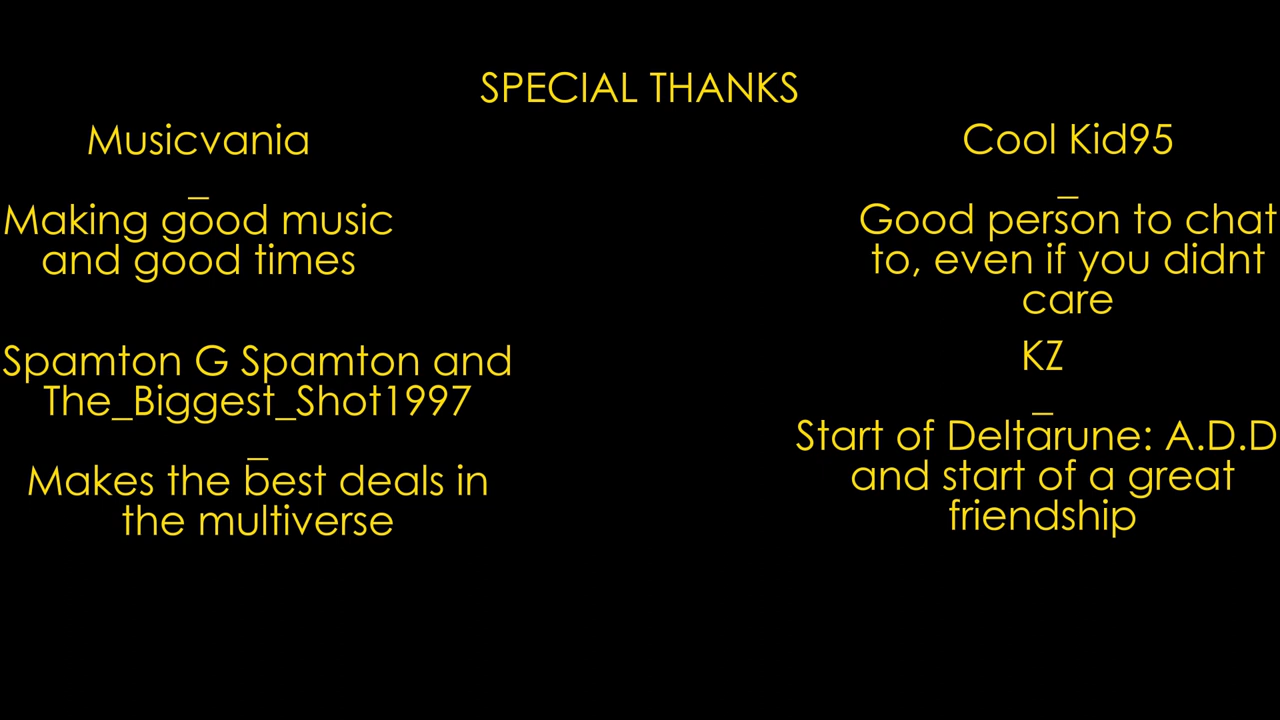 SPECIAL THANKS
Musicvania
_
Making good music
and good times
Cool Kid95
_
Good person to chat
to, even if you didnt
care
Spamton G Spamton and
The_Biggest_Shot1997
_
Makes the best deals in
the multiverse
KZ
_
Start of Deltarune: A.D.D
and start of a great
friendship